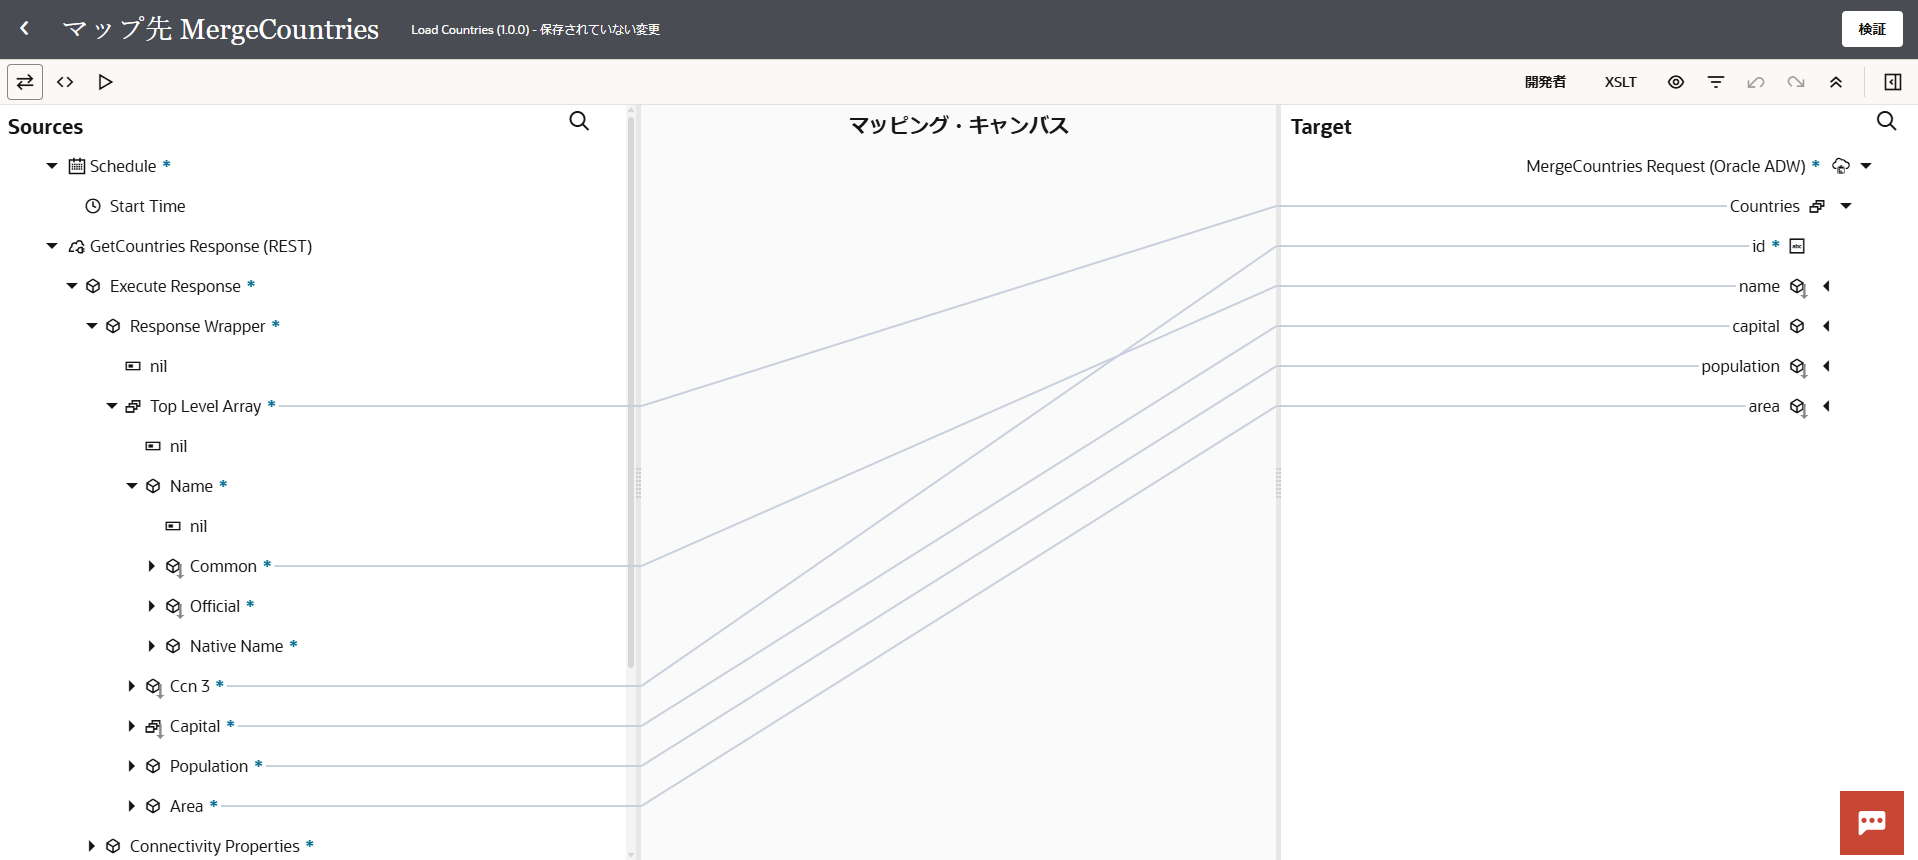 マップ先 MergeCountries
Load Countries (1.0.0) - 保存されていない変更
検証
開発者
XSLT
Sources
マッピング・キャンバス
Target
Schedule *
Start Time
GetCountries Response (REST)
Execute Response *
Response Wrapper *
nil
Top Level Array *
nil
Name *
nil
Common *
Official *
Native Name *
Ccn 3 *
Capital *
Population *
Area *
Connectivity Properties *
MergeCountries Request (Oracle ADW) *
Countries
id *
abc
name
capital
population
area